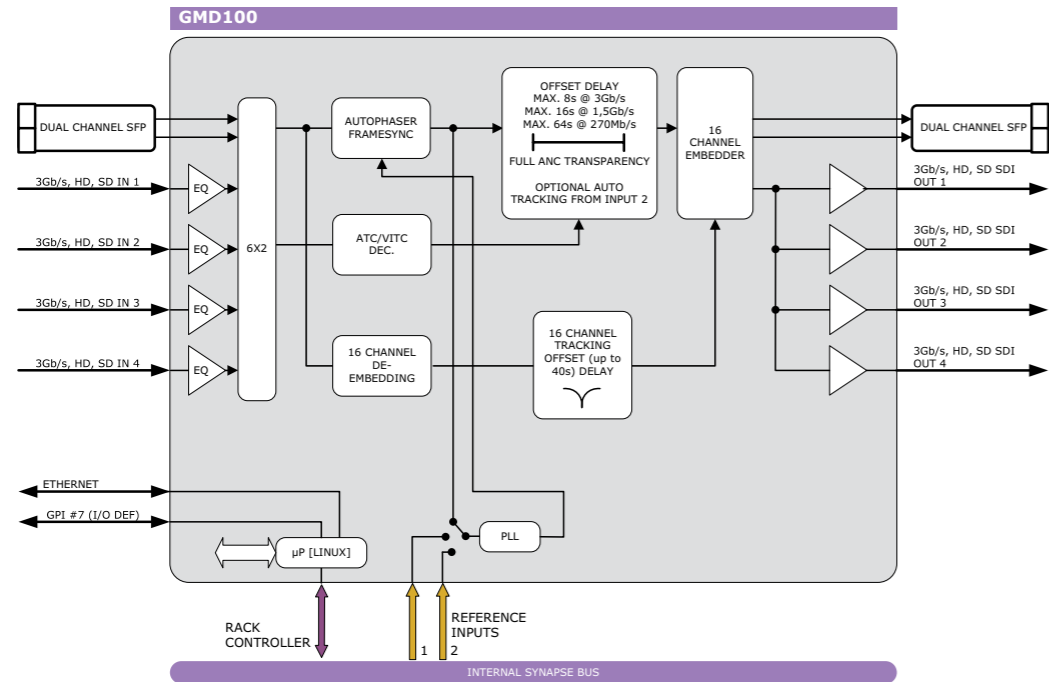 GMD100
DUAL CHANNEL SFP
3Gb/s, HD, SD IN 1
3Gb/s, HD, SD IN 2
3Gb/s, HD, SD IN 3
3Gb/s, HD, SD IN 4
EQ
EQ
EQ
EQ
6X2
AUTOPHASER
FRAMESYNC
ATC/VITC
DEC.
16 CHANNEL
DE-
EMBEDDING
OFFSET DELAY
MAX. 8s @ 3Gb/s
MAX. 16s @ 1,5Gb/s
MAX. 64s @ 270Mb/s
FULL ANC TRANSPARENCY
OPTIONAL AUTO
TRACKING FROM INPUT 2
16 CHANNEL
TRACKING
OFFSET (up to
40s) DELAY
16
CHANNEL
EMBEDDER
DUAL CHANNEL SFP
3Gb/s, HD, SD SDI
OUT 1
3Gb/s, HD, SD SDI
OUT 2
3Gb/s, HD, SD SDI
OUT 3
3Gb/s, HD, SD SDI
OUT 4
ETHERNET
GPI #7 (I/O DEF)
µP [LINUX]
PLL
RACK
CONTROLLER
1
2
REFERENCE
INPUTS
INTERNAL SYNAPSE BUS